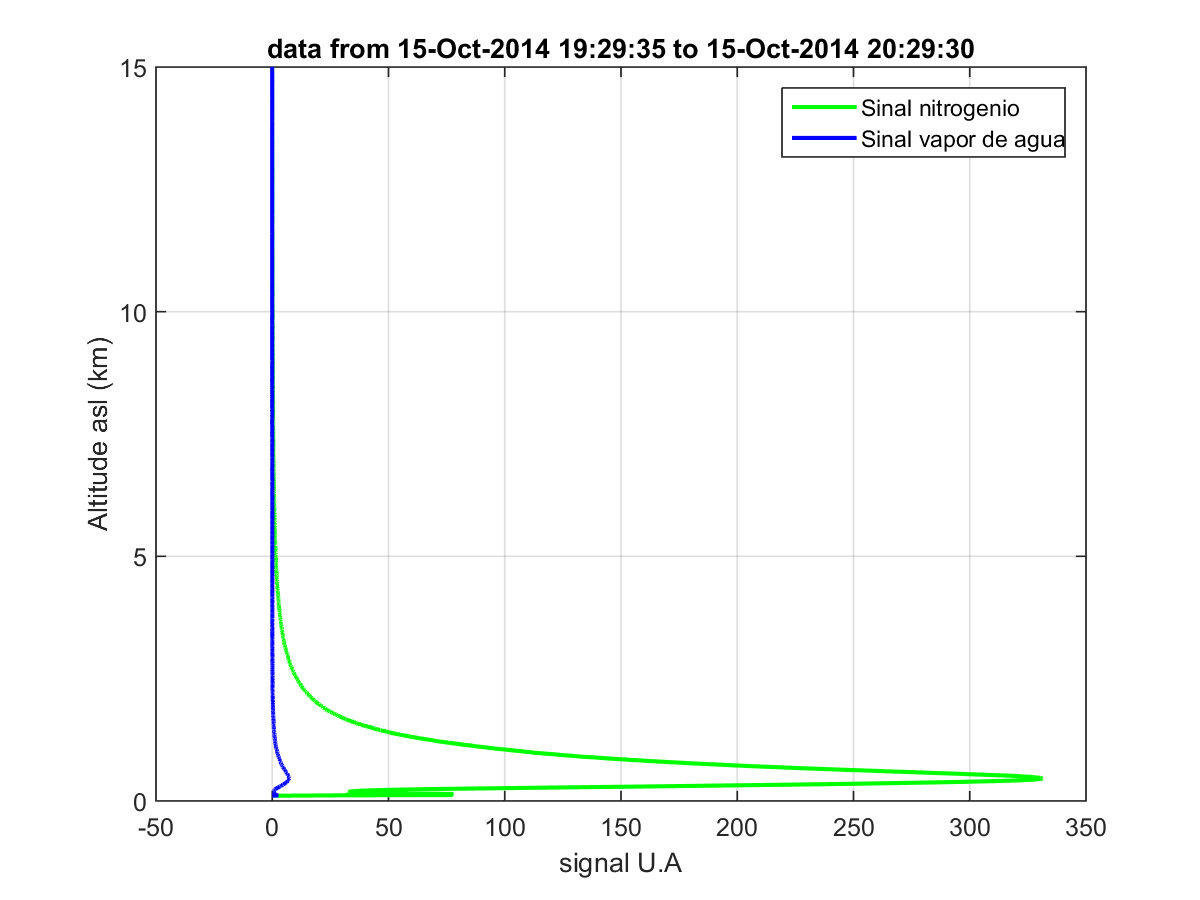 data from 15-Oct-2014 19:29:35 to 15-Oct-2014 20:29:30
Sinal nitrogenio
Sinal vapor de agua
15
10
5
0
Altitude asl (km)
-50 0 50 100 150 200 250 300 350
signal U.A